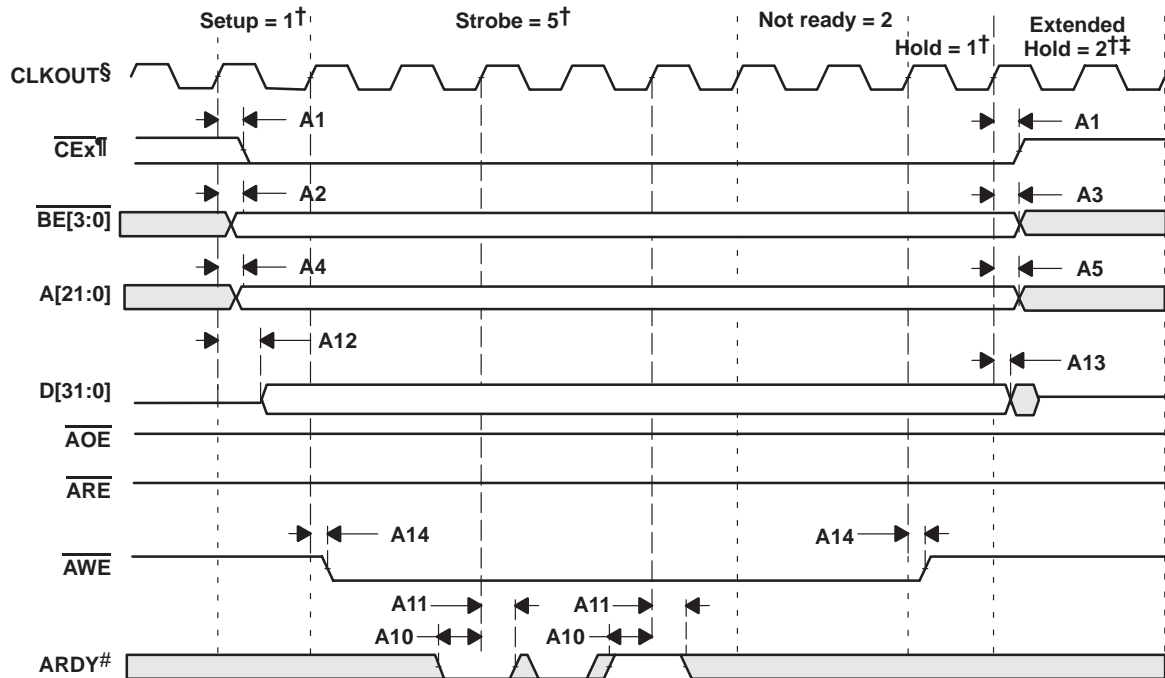 Setup = 1†
Strobe = 5†
Not ready = 2
Hold = 1†
Extended
Hold = 2†‡
CLKOUT§
A1
A1
CEx¶
A2
A3
BE[3:0]
A4
A5
A[21:0]
A12
A13
D[31:0]
AOE
ARE
A14
A14
AWE
A11
A11
A10
A10
ARDY#